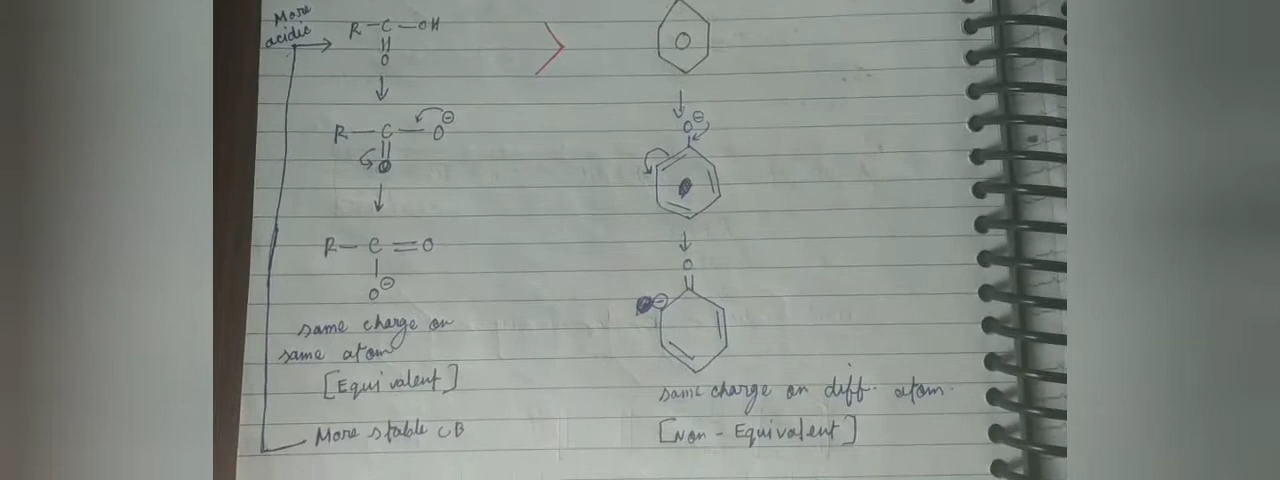 More
acidic
R-C-OH
O
>
R-C-O⊖
O
O⊖
R-C=O
O⊖
O
⊖
same charge on
same atom
[Equivalent]
More stable CB
same charge on diff. atom.
[Non-Equivalent]